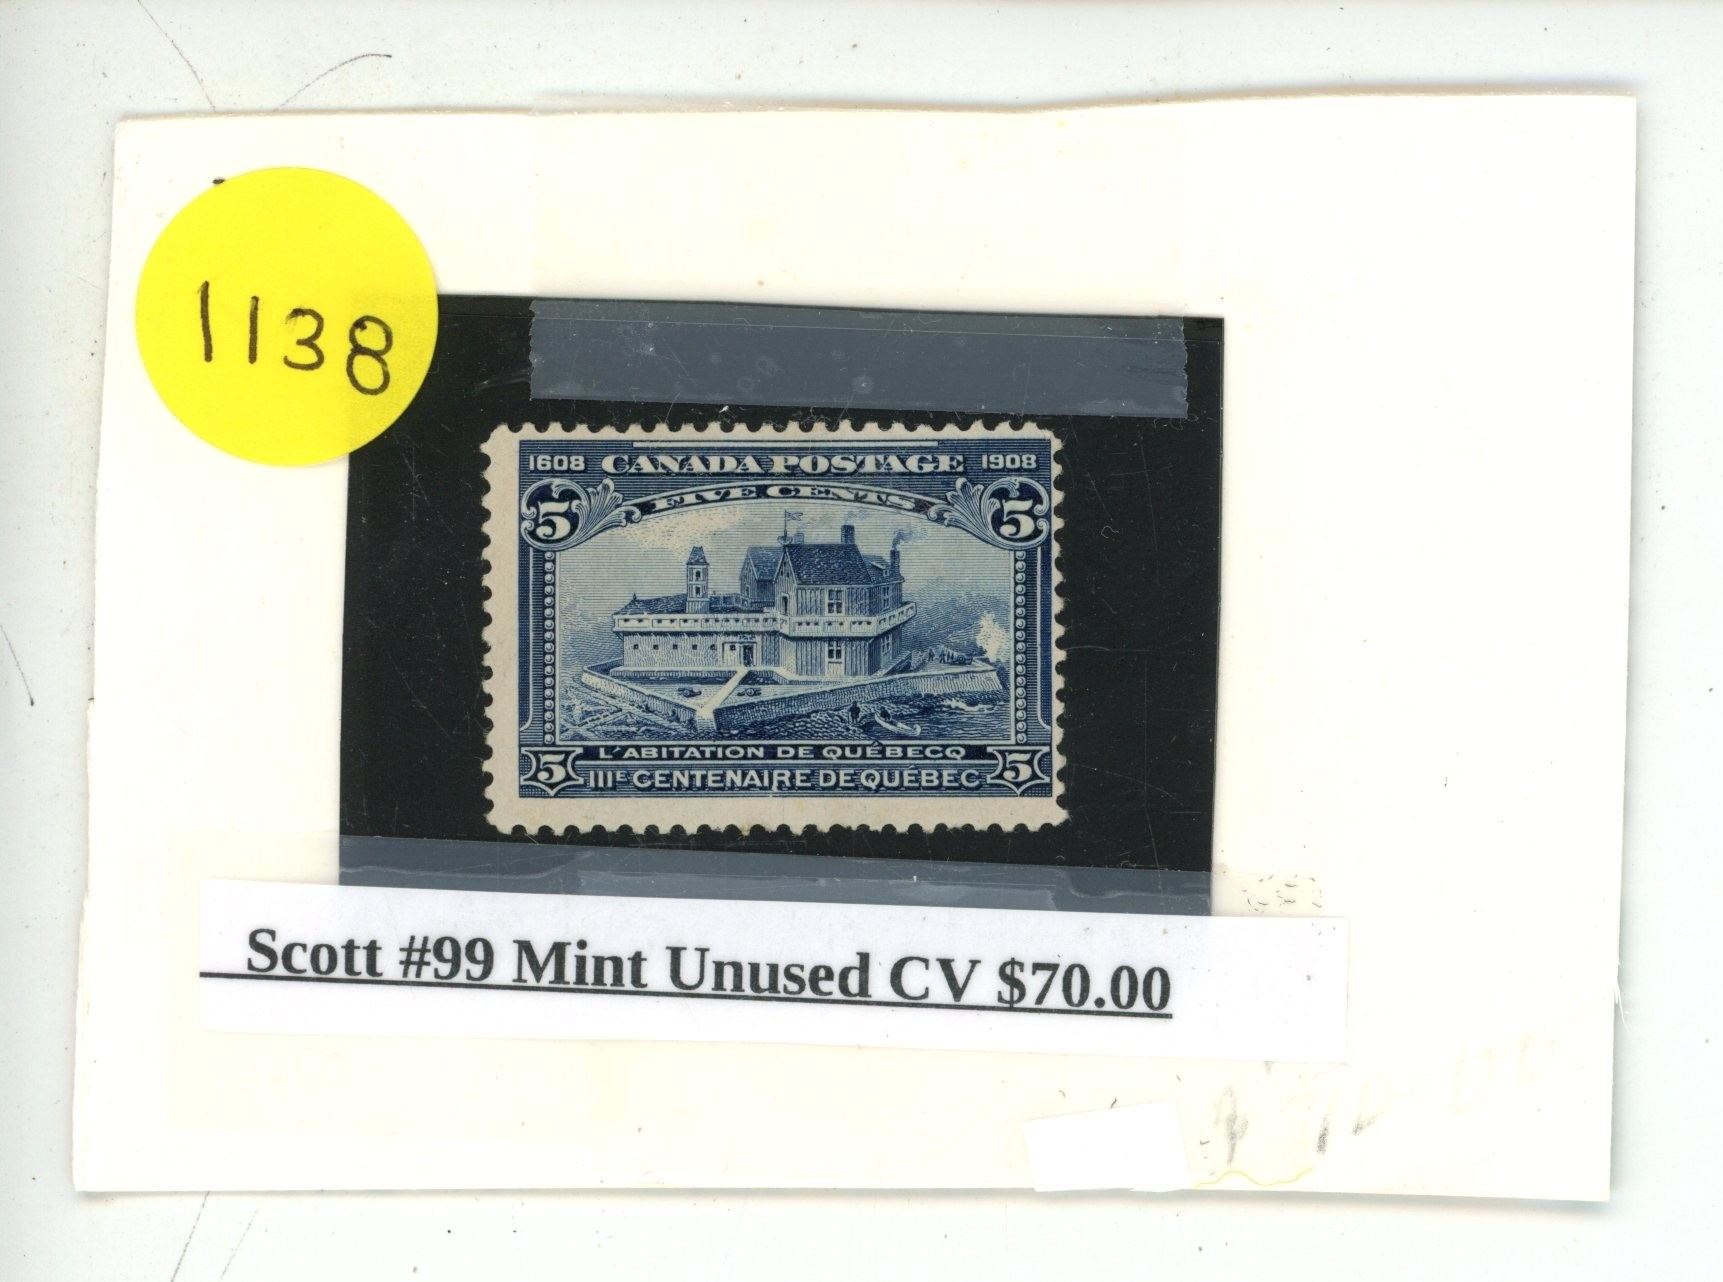 1138
1608 CANADA POSTAGE 1908
FIVE CENTS
5 5
L'ABITATION DE QUÉBECQ
5 IIIE CENTENAIRE DE QUÉBEC 5
Scott #99 Mint Unused CV $70.00